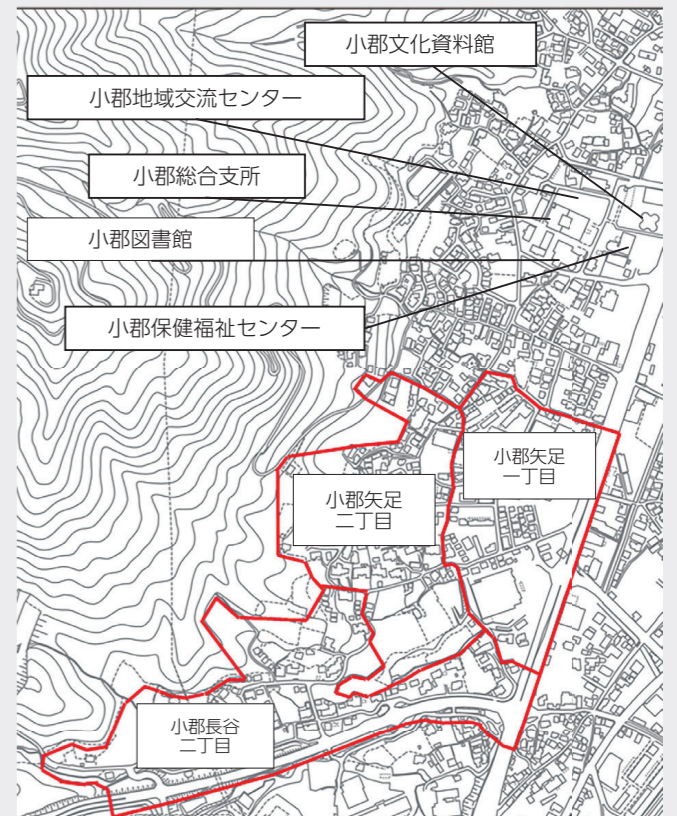 小郡文化資料館
小郡地域交流センター
小郡総合支所
小郡図書館
小郡保健福祉センター
小郡矢足
一丁目
小郡矢足
二丁目
小郡長谷
二丁目